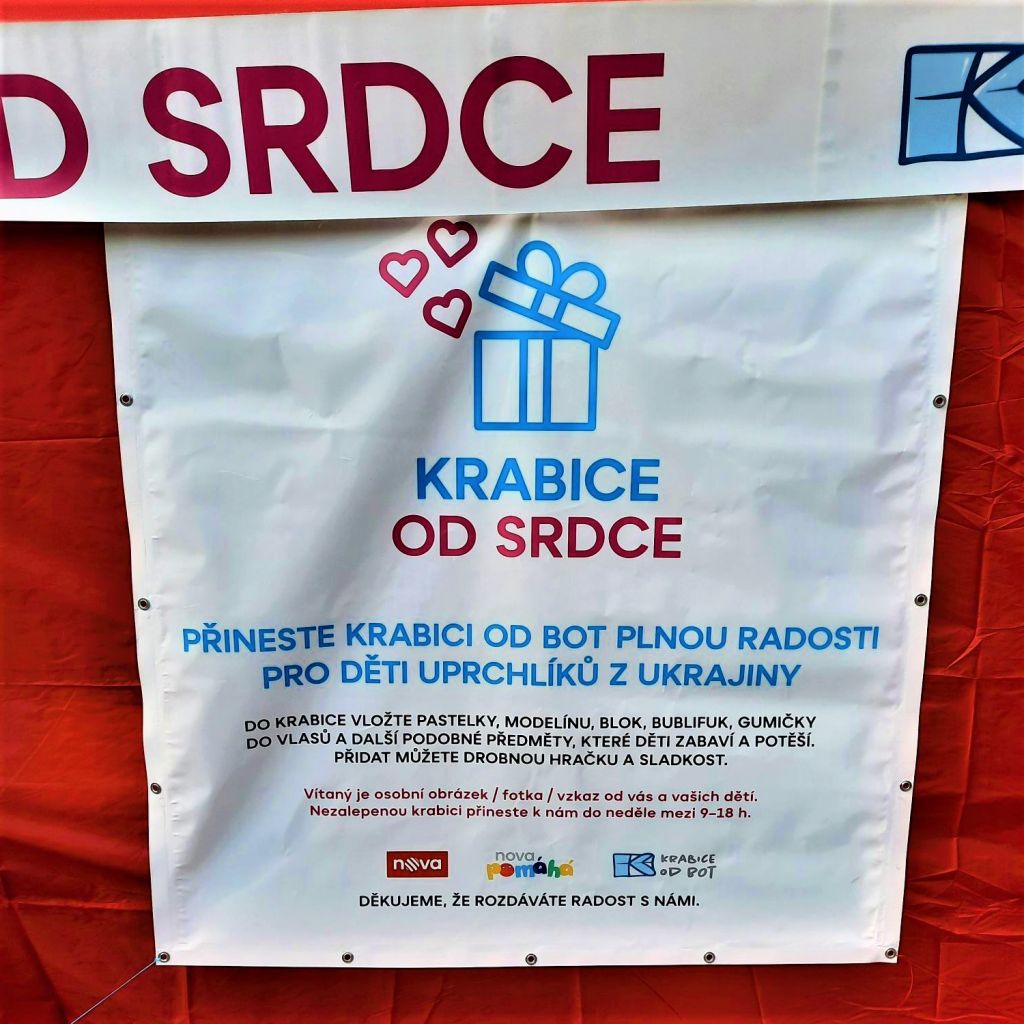 D SRDCE
KRABICE
OD SRDCE
PŘINESTE KRABICI OD BOT PLNOU RADOSTI
PRO DĚTI UPRCHLÍKŮ Z UKRAJINY
DO KRABICE VLOŽTE PASTELKY, MODELÍNU, BLOK, BUBLIFUK, GUMIČKY
DO VLASŮ A DALŠÍ PODOBNÉ PŘEDMĚTY, KTERÉ DĚTI ZABAVÍ A POTĚŠÍ.
PŘIDAT MŮŽETE DROBNOU HRAČKU A SLADKOST.
Vítaný je osobní obrázek / fotka / vzkaz od vás a vašich dětí.
Nezalepenou krabici přineste k nám do neděle mezi 9–18 h.
nova
nova
pomáhá
KRABICE
OD BOT
DĚKUJEME, ŽE ROZDÁVÁTE RADOST S NÁMI.